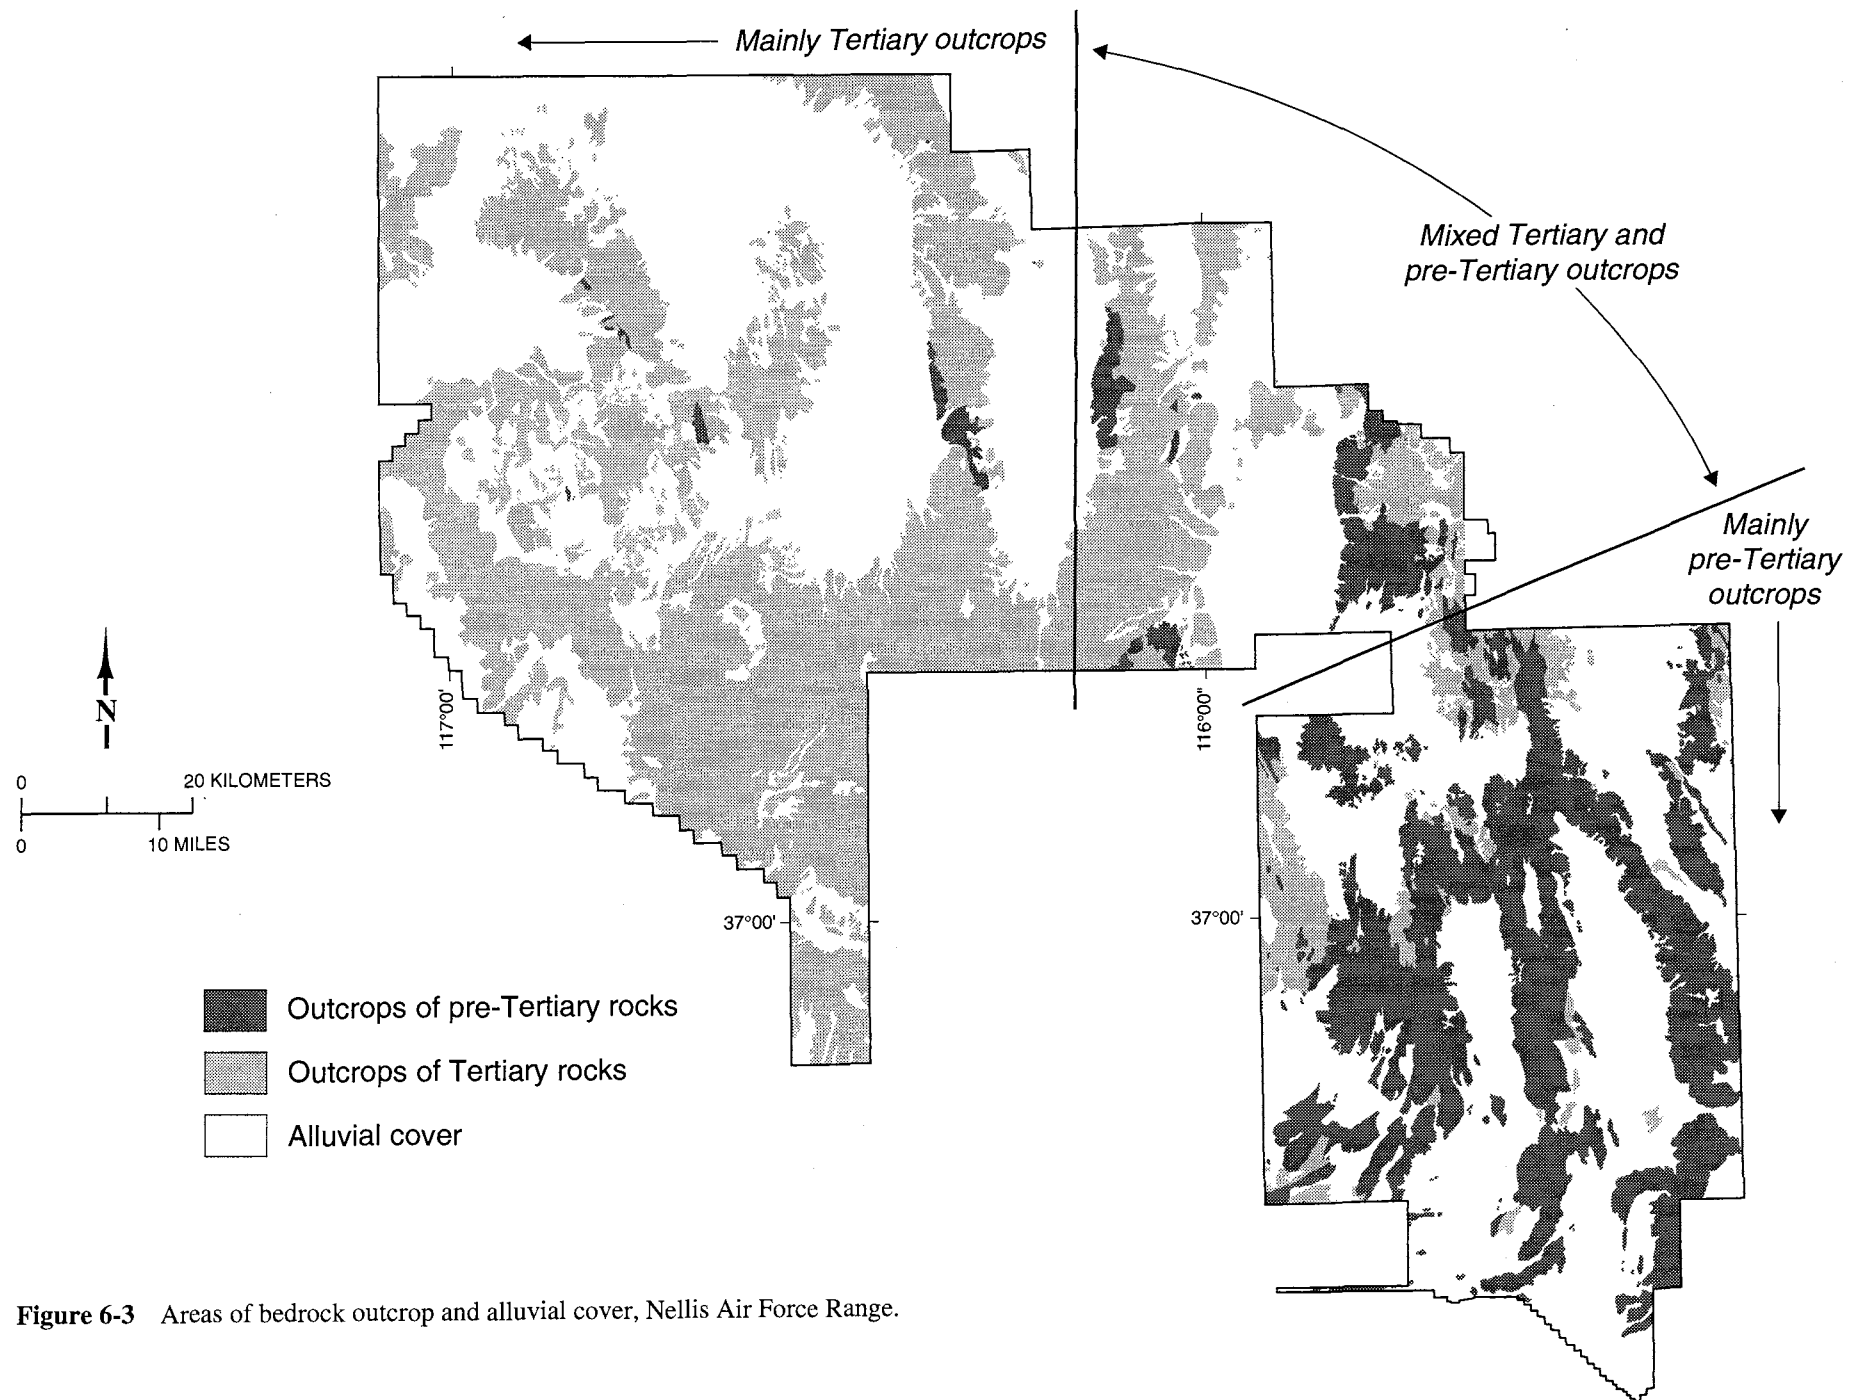 Mainly Tertiary outcrops
Mixed Tertiary and
pre-Tertiary outcrops
Mainly
pre-Tertiary
outcrops
N
0 20 KILOMETERS
0 10 MILES
117°00'
116°00"
37°00'
37°00'
Outcrops of pre-Tertiary rocks
Outcrops of Tertiary rocks
Alluvial cover
Figure 6-3 Areas of bedrock outcrop and alluvial cover, Nellis Air Force Range.